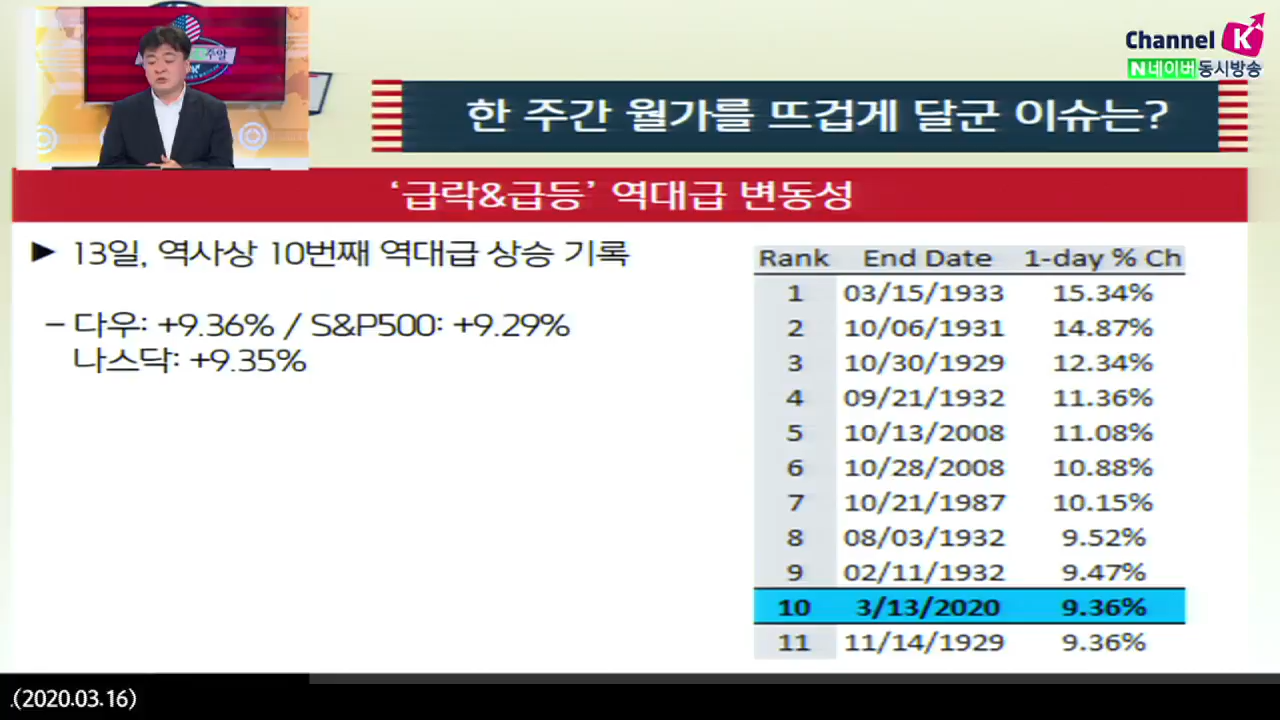 Channel K
N 네이버 동시방송
주말
한 주간 월가를 뜨겁게 달군 이슈는?
‘급락&급등’ 역대급 변동성
▶ 13일, 역사상 10번째 역대급 상승 기록
– 다우: +9.36% / S&P500: +9.29%
나스닥: +9.35%
Rank End Date 1-day % Ch
1 03/15/1933 15.34%
2 10/06/1931 14.87%
3 10/30/1929 12.34%
4 09/21/1932 11.36%
5 10/13/2008 11.08%
6 10/28/2008 10.88%
7 10/21/1987 10.15%
8 08/03/1932 9.52%
9 02/11/1932 9.47%
10 3/13/2020 9.36%
11 11/14/1929 9.36%
.(2020.03.16)